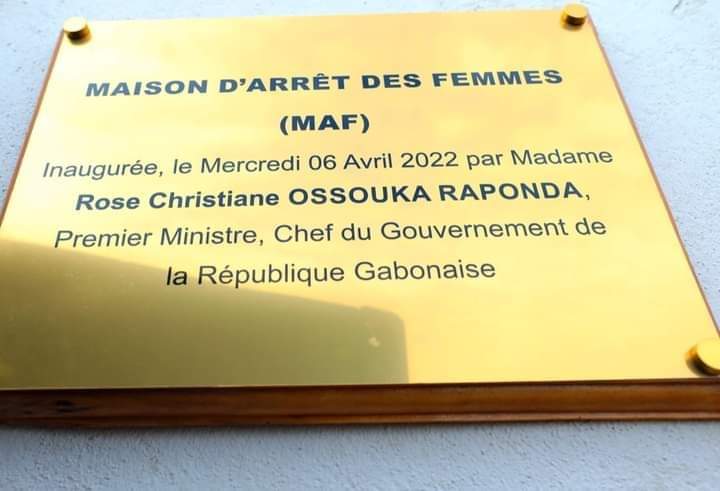 MAISON D'ARRÊT DES FEMMES
(MAF)
Inaugurée, le Mercredi 06 Avril 2022 par Madame
Rose Christiane OSSOUKA RAPONDA,
Premier Ministre, Chef du Gouvernement de
la République Gabonaise